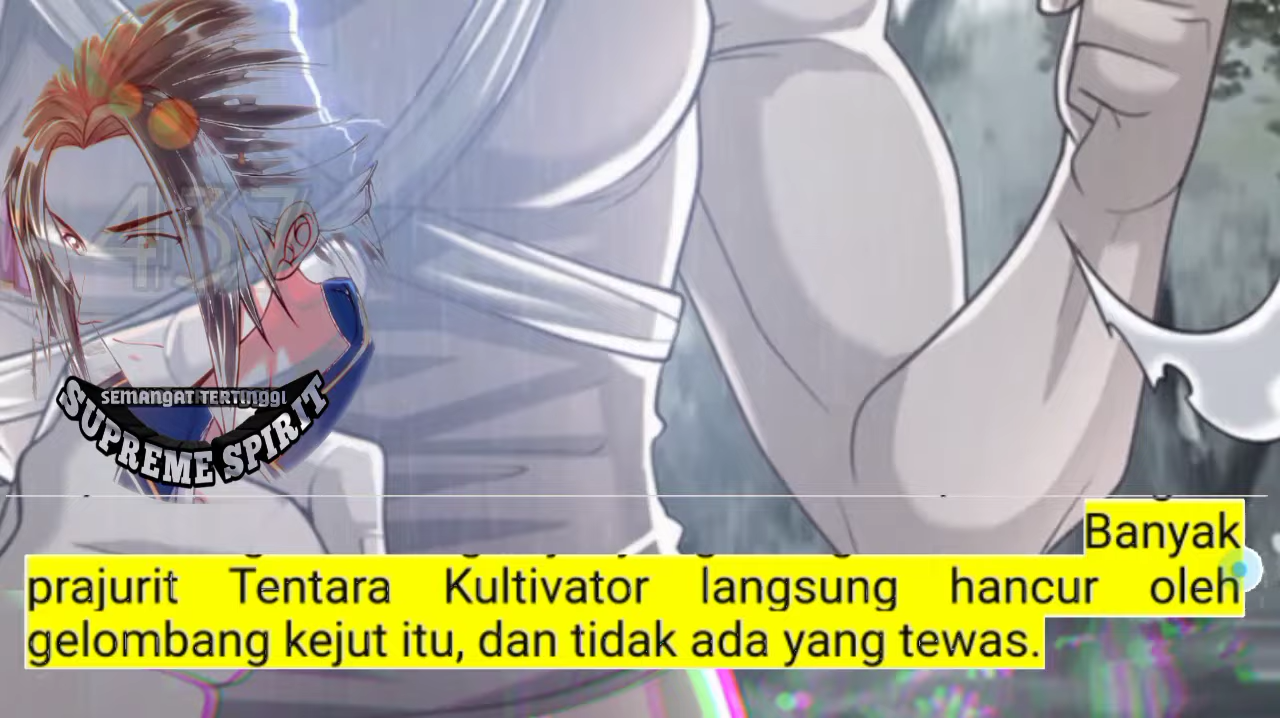 437
SEMANGAT TERTINGGI
SUPREME SPIRIT
Banyak
prajurit Tentara Kultivator langsung hancur oleh
gelombang kejut itu, dan tidak ada yang tewas.